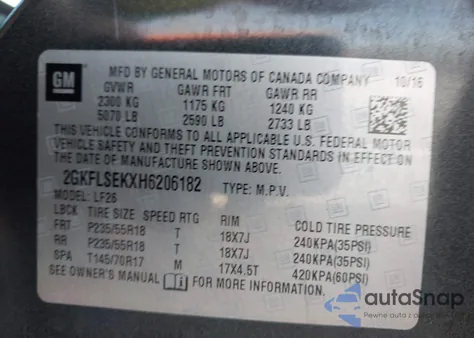 GM
MFD BY GENERAL MOTORS OF CANADA COMPANY 10/16
GVWR GAWR FRT GAWR RR
2300 KG 1175 KG 1240 KG
5070 LB 2590 LB 2733 LB
THIS VEHICLE CONFORMS TO ALL APPLICABLE U.S. FEDERAL MOTOR
VEHICLE SAFETY AND THEFT PREVENTION STANDARDS IN EFFECT ON
THE DATE OF MANUFACTURE SHOWN ABOVE.
2GKFLSEKXH6206182 TYPE: M.P.V.
MODEL: LF26
LBCK TIRE SIZE SPEED RTG RIM COLD TIRE PRESSURE
FRT P235/55R18 T 18X7J 240KPA(35PSI)
RR P235/55R18 T 18X7J 240KPA(35PSI)
SPA T145/70R17 M 17X4.5T 420KPA(60PSI)
SEE OWNER'S MANUAL FOR MORE INFORMATION.
autoSnap
Pewne auto z USA